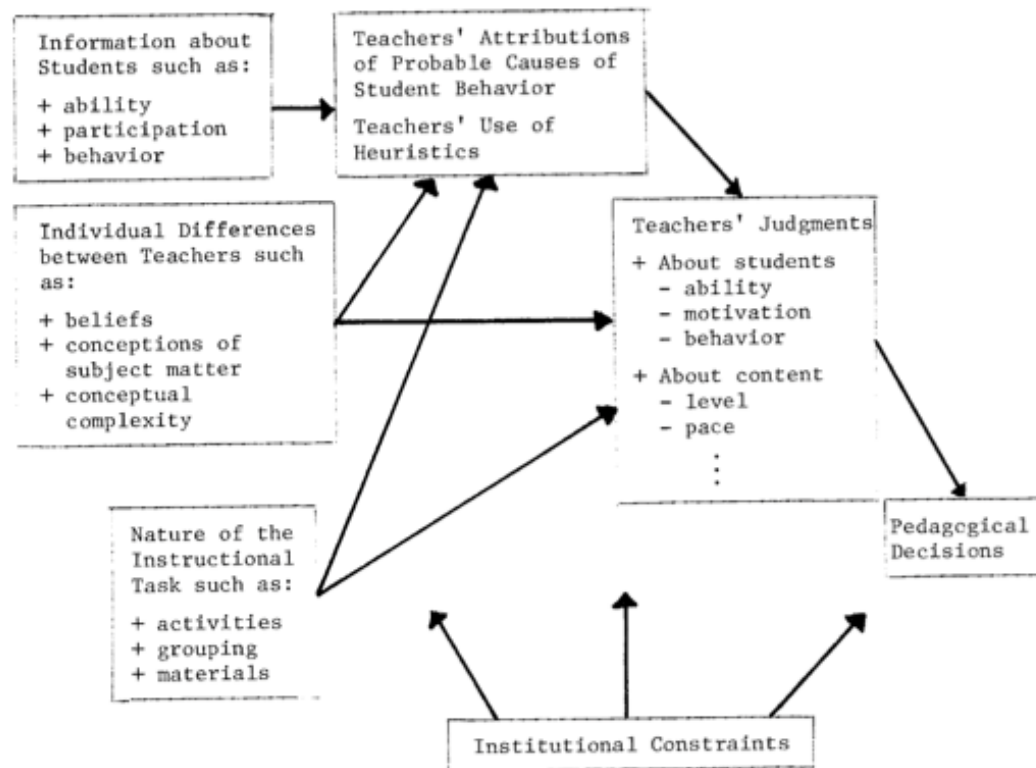 Information about
Students such as:
+ ability
+ participation
+ behavior
Teachers' Attributions
of Probable Causes of
Student Behavior
Teachers' Use of
Heuristics
Individual Differences
between Teachers such
as:
+ beliefs
+ conceptions of
subject matter
+ conceptual
complexity
Teachers' Judgments
+ About students
- ability
- motivation
- behavior
+ About content
- level
- pace
Nature of the
Instructional
Task such as:
+ activities
+ grouping
+ materials
Pedagogical
Decisions
Institutional Constraints